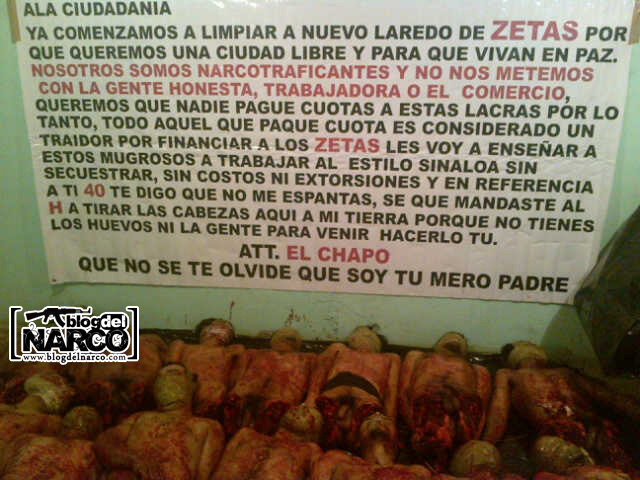 ALA CIUDADANIA
YA COMENZAMOS A LIMPIAR A NUEVO LAREDO DE ZETAS POR
QUE QUEREMOS UNA CIUDAD LIBRE Y PARA QUE VIVAN EN PAZ.
NOSOTROS SOMOS NARCOTRAFICANTES Y NO NOS METEMOS
CON LA GENTE HONESTA, TRABAJADORA O EL COMERCIO,
QUEREMOS QUE NADIE PAGUE CUOTAS A ESTAS LACRAS POR LO
TANTO, TODO AQUEL QUE PAQUE CUOTA ES CONSIDERADO UN
TRAIDOR POR FINANCIAR A LOS ZETAS LES VOY A ENSEÑAR A
ESTOS MUGROSOS A TRABAJAR AL ESTILO SINALOA SIN
SECUESTRAR, SIN COSTOS NI EXTORSIONES Y EN REFERENCIA
A TI 40 TE DIGO QUE NO ME ESPANTAS, SE QUE MANDASTE AL
H A TIRAR LAS CABEZAS AQUI A MI TIERRA PORQUE NO TIENES
LOS HUEVOS NI LA GENTE PARA VENIR HACERLO TU.
ATT. EL CHAPO
QUE NO SE TE OLVIDE QUE SOY TU MERO PADRE
blogdel
NARCO
www.blogdelnarco.com